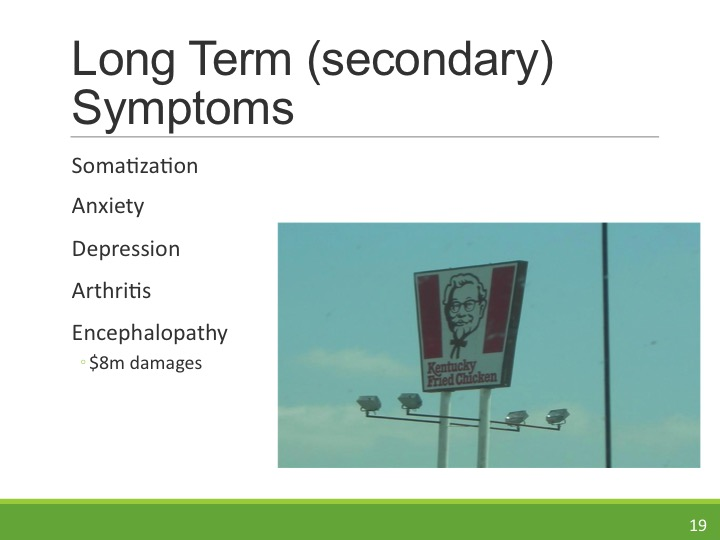 Long Term (secondary)
Symptoms
Somatization
Anxiety
Depression
Arthritis
Encephalopathy
◦ $8m damages
Kentucky
Fried Chicken
19